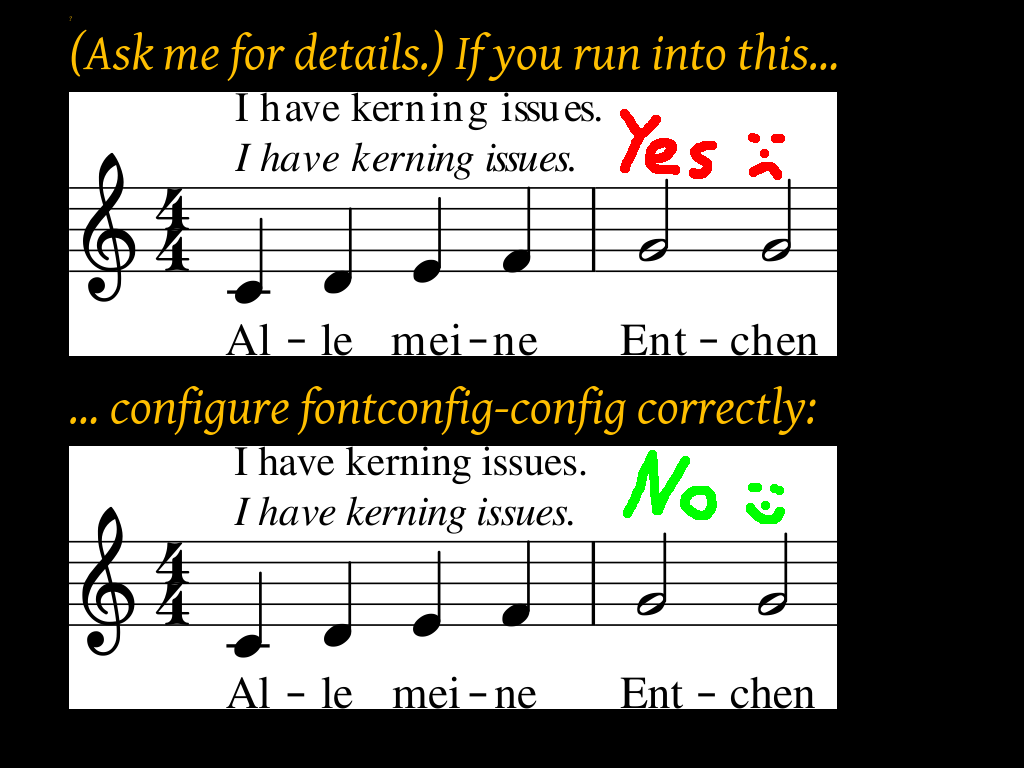 (Ask me for details.) If you run into this...
I have kerning issues. Yes
I have kerning issues.
4
4
Al – le mei – ne Ent – chen
... configure fontconfig-config correctly:
I have kerning issues. No
I have kerning issues.
4
4
Al – le mei – ne Ent – chen